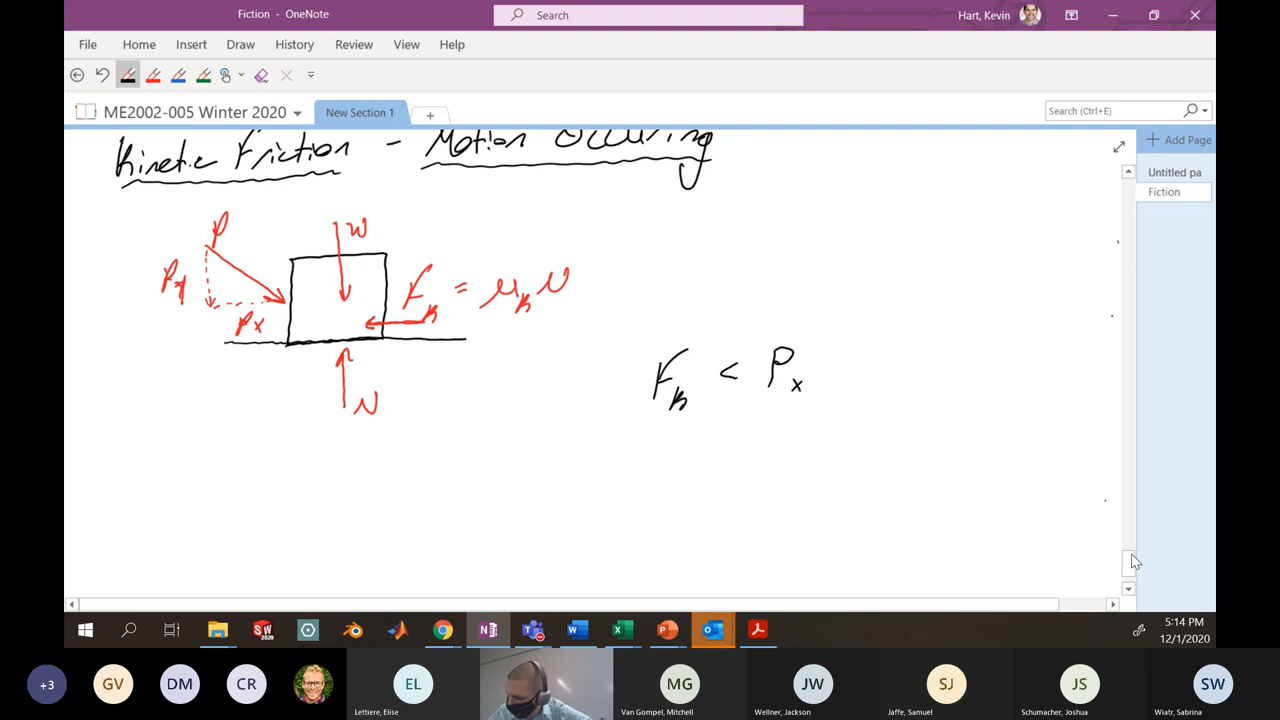 Fiction - OneNote
Search
Hart, Kevin
File Home Insert Draw History Review View Help
ME2002-005 Winter 2020
New Section 1
Search (Ctrl+E)
Add Page
Untitled pa
Fiction
Kinetic Friction - Motion Occuring
P
W
Py
Px
Fk = μk N
N
Fk < Px
5:14 PM
12/1/2020
+3 GV DM CR EL MG JW SJ JS SW
Lettiere, Elise
Van Gompel, Mitchell
Wellner, Jackson
Jaffe, Samuel
Schumacher, Joshua
Wiatr, Sabrina